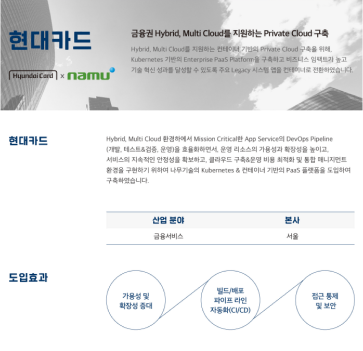 현대카드
금융권 Hybrid, Multi Cloud를 지원하는 Private Cloud 구축
Hybrid, Multi Cloud를 지원하는 컨테이너 기반의 Private Cloud 구축을 위해,
Kubernetes 기반의 Enterprise PaaS Platform을 구축하고 비즈니스 임팩트가 높고
기술 혁신 성과를 달성할 수 있도록 주요 Legacy 시스템 앱을 컨테이너로 전환하였습니다.
Hyundai Card x namu
현대카드
Hybrid, Multi Cloud 환경하에서 Mission Critical한 App Service의 DevOps Pipeline
(개발, 테스트&검증, 운영)을 효율화하면서, 운영 리소스의 가용성과 확장성을 높이고,
서비스의 지속적인 안정성을 확보하고, 클라우드 구축&운영 비용 최적화 및 통합 매니지먼트
환경을 구현하기 위하여 나무기술의 Kubernetes & 컨테이너 기반의 PaaS 플랫폼을 도입하여
구축하였습니다.
산업 분야
본사
금융서비스
서울
도입효과
가용성 및
확장성 증대
빌드/배포
파이프 라인
자동화(CI/CD)
접근 통제
및 보안